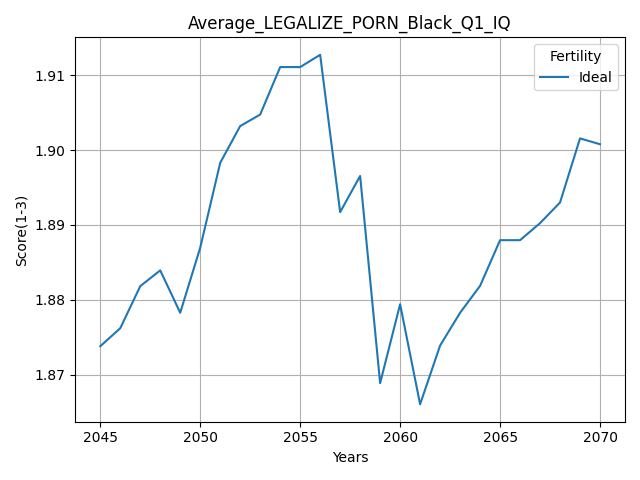 Average_LEGALIZE_PORN_Black_Q1_IQ
Fertility
Ideal
Score(1-3)
1.91
1.90
1.89
1.88
1.87
2045 2050 2055 2060 2065 2070
Years